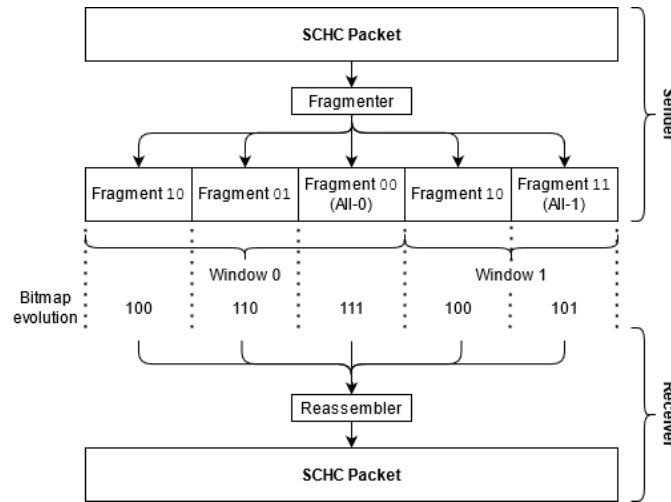 SCHC Packet
Sender
Fragmenter
Fragment 10
Fragment 01
Fragment 00
(All-0)
Fragment 10
Fragment 11
(All-1)
Window 0
Window 1
Bitmap
evolution
100
110
111
100
101
Reassembler
Receiver
SCHC Packet